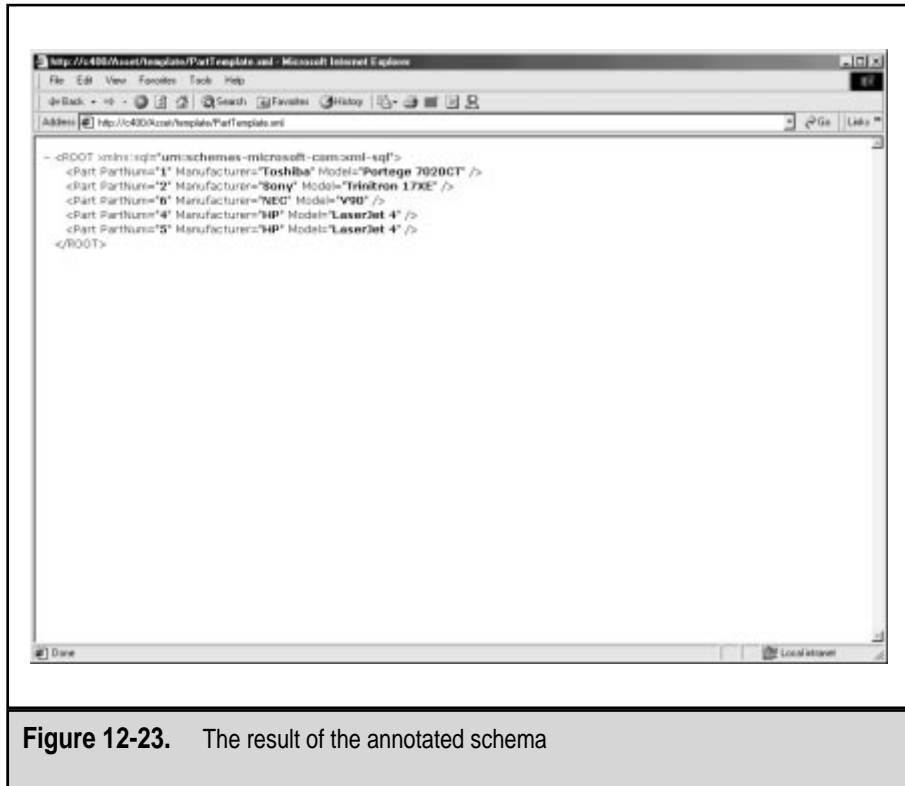 http://c400/Asset/template/PartTemplate.xml - Microsoft Internet Explorer
File Edit View Favorites Tools Help
Back Search Favorites History
Address http://c400/Asset/template/PartTemplate.xml Go Links »
- <ROOT xmlns:sql="urn:schemas-microsoft-com:xml-sql">
<Part PartNum="1" Manufacturer="Toshiba" Model="Portege 7020CT" />
<Part PartNum="2" Manufacturer="Sony" Model="Trinitron 17XE" />
<Part PartNum="6" Manufacturer="NEC" Model="V90" />
<Part PartNum="4" Manufacturer="HP" Model="LaserJet 4" />
<Part PartNum="5" Manufacturer="HP" Model="LaserJet 4" />
</ROOT>
Done Local intranet
Figure 12-23. The result of the annotated schema